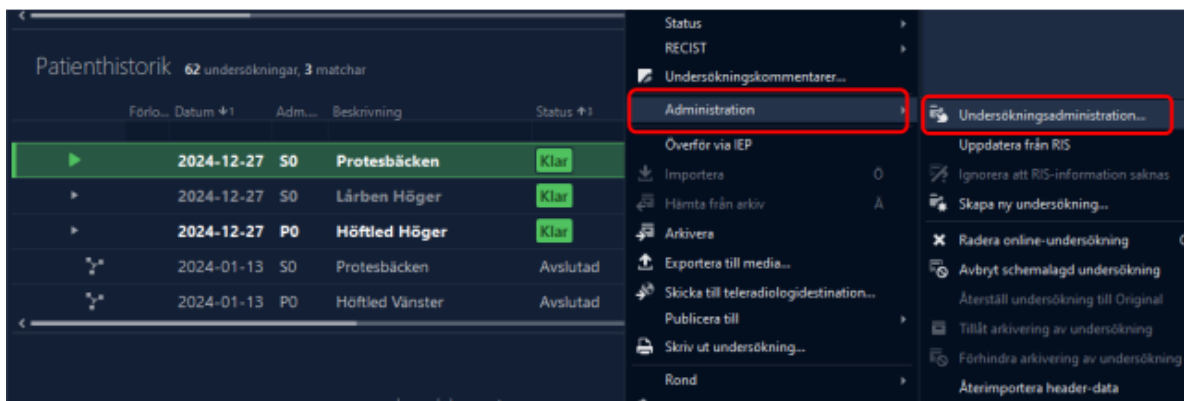 Patienthistorik 62 undersökningar, 3 matchar
Förlo... Datum ↓1 Adm... Beskrivning Status ↑3
2024-12-27 S0 Protesbäcken Klar
2024-12-27 S0 Lårben Höger Klar
2024-12-27 P0 Höftled Höger Klar
2024-01-13 S0 Protesbäcken Avslutad
2024-01-13 P0 Höftled Vänster Avslutad
Status
RECIST
Undersökningskommentarer...
Administration
Överför via IEP
Importera O
Hämta från arkiv Ä
Arkivera
Exportera till media...
Skicka till teleradiologidestination...
Publicera till
Skriv ut undersökning...
Rond
Undersökningsadministration...
Uppdatera från RIS
Ignorera att RIS-information saknas
Skapa ny undersökning...
Radera online-undersökning
Avbryt schemalagd undersökning
Återställ undersökning till Original
Tillåt arkivering av undersökning
Förhindra arkivering av undersökning
Återimportera header-data